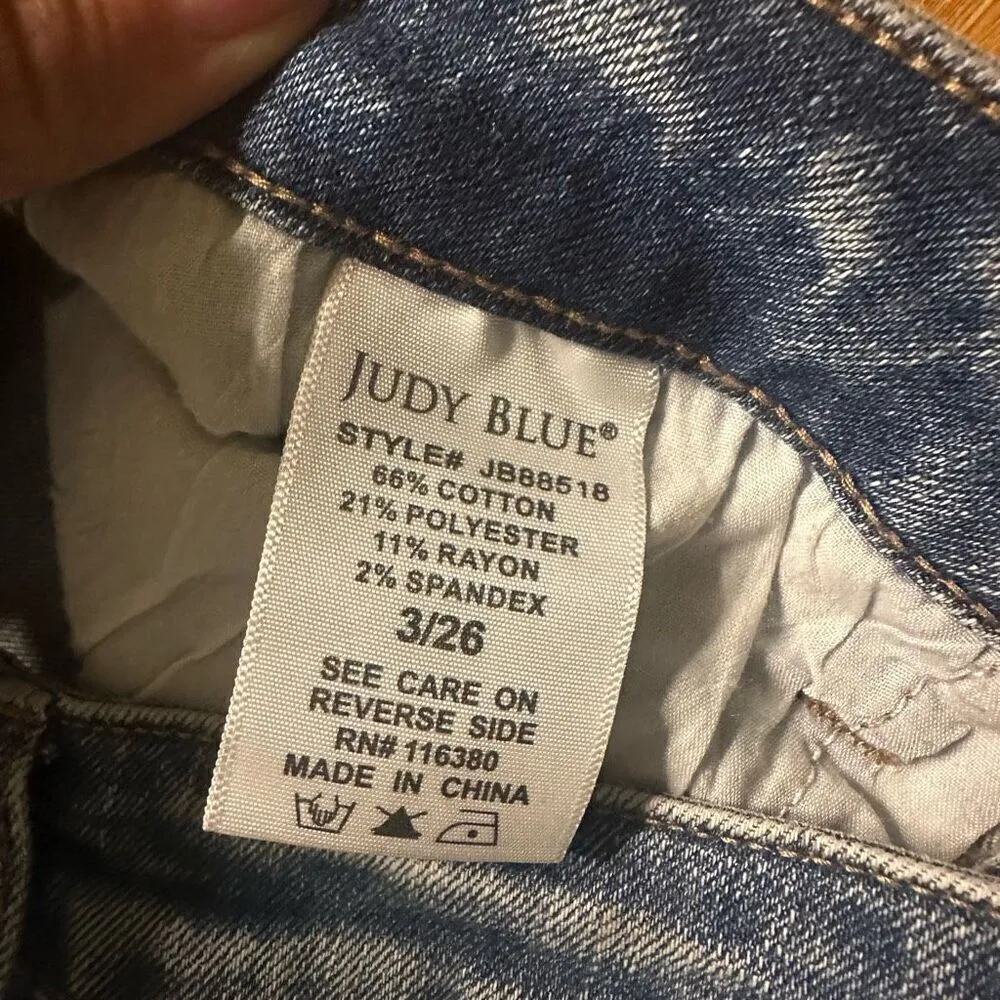 JUDY BLUE®
STYLE# JB88518
66% COTTON
21% POLYESTER
11% RAYON
2% SPANDEX
3/26
SEE CARE ON
REVERSE SIDE
RN# 116380
MADE IN CHINA